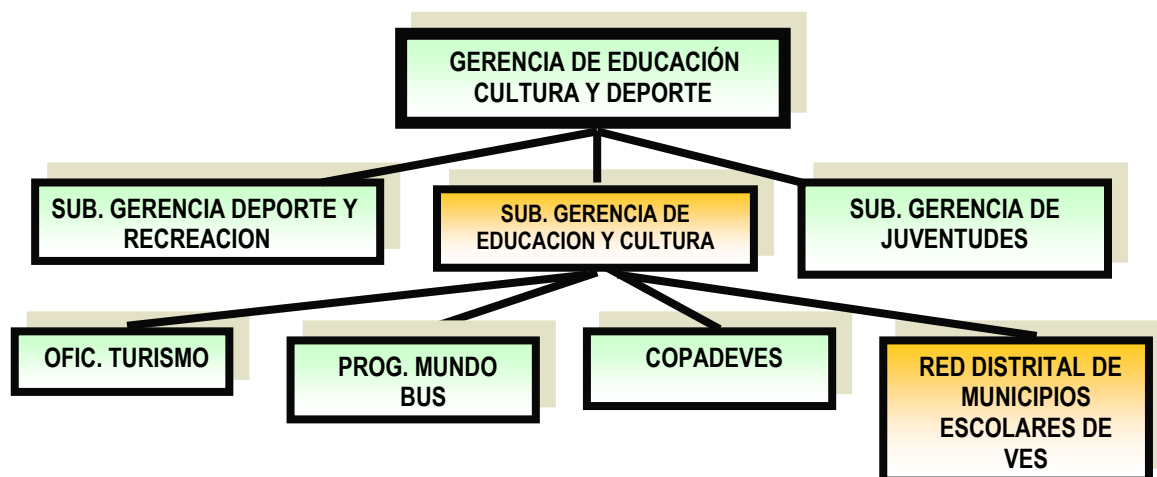 GERENCIA DE EDUCACIÓN
CULTURA Y DEPORTE
SUB. GERENCIA DEPORTE Y
RECREACION
SUB. GERENCIA DE
EDUCACION Y CULTURA
SUB. GERENCIA DE
JUVENTUDES
OFIC. TURISMO
PROG. MUNDO
BUS
COPADEVES
RED DISTRITAL DE
MUNICIPIOS
ESCOLARES DE
VES